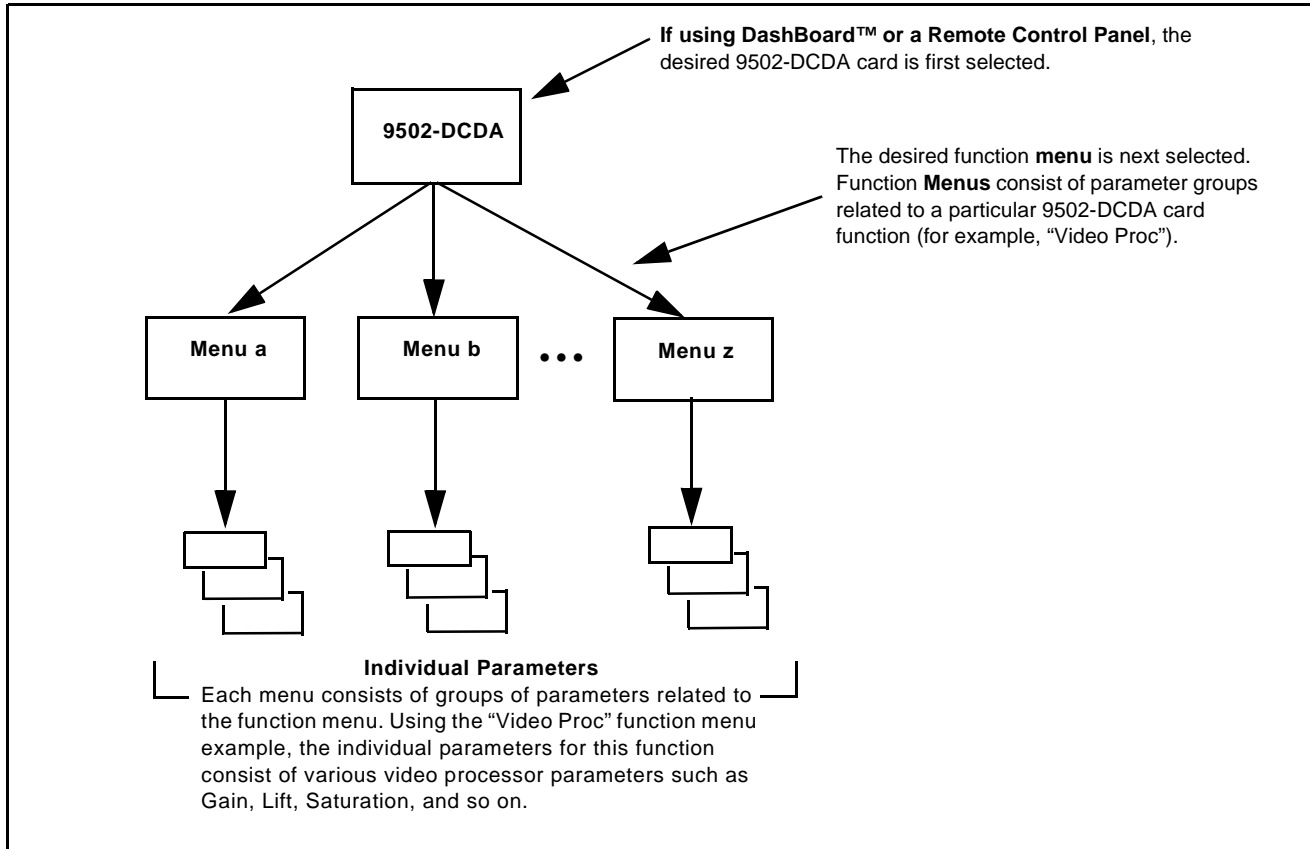 If using DashBoard™ or a Remote Control Panel, the
desired 9502-DCDA card is first selected.
9502-DCDA
The desired function menu is next selected.
Function Menus consist of parameter groups
related to a particular 9502-DCDA card
function (for example, “Video Proc”).
Menu a
Menu b
•••
Menu z
Individual Parameters
Each menu consists of groups of parameters related to
the function menu. Using the “Video Proc” function menu
example, the individual parameters for this function
consist of various video processor parameters such as
Gain, Lift, Saturation, and so on.